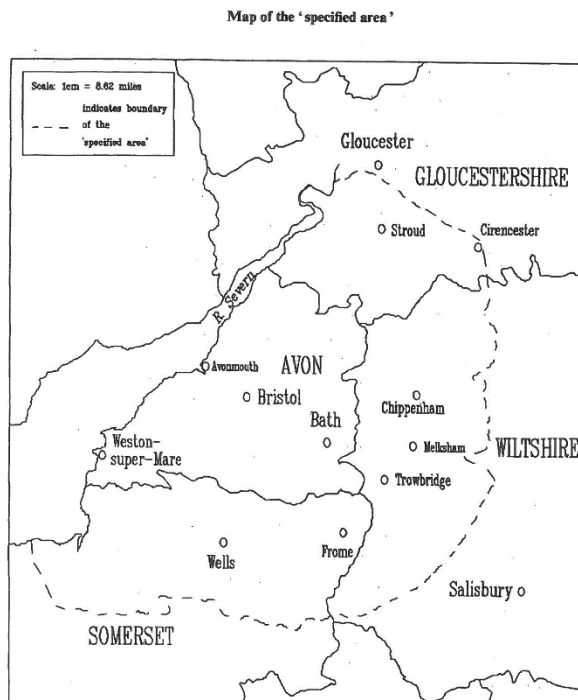 Map of the ‘specified area’
Scale: 1cm = 8.62 miles
indicates boundary
of the
‘specified area’
Gloucester
GLOUCESTERSHIRE
Stroud
Cirencester
R. Severn
Avonmouth
AVON
Bristol
Chippenham
Bath
Weston-
super-Mare
Melksham
WILTSHIRE
Trowbridge
Frome
Wells
Salisbury
SOMERSET